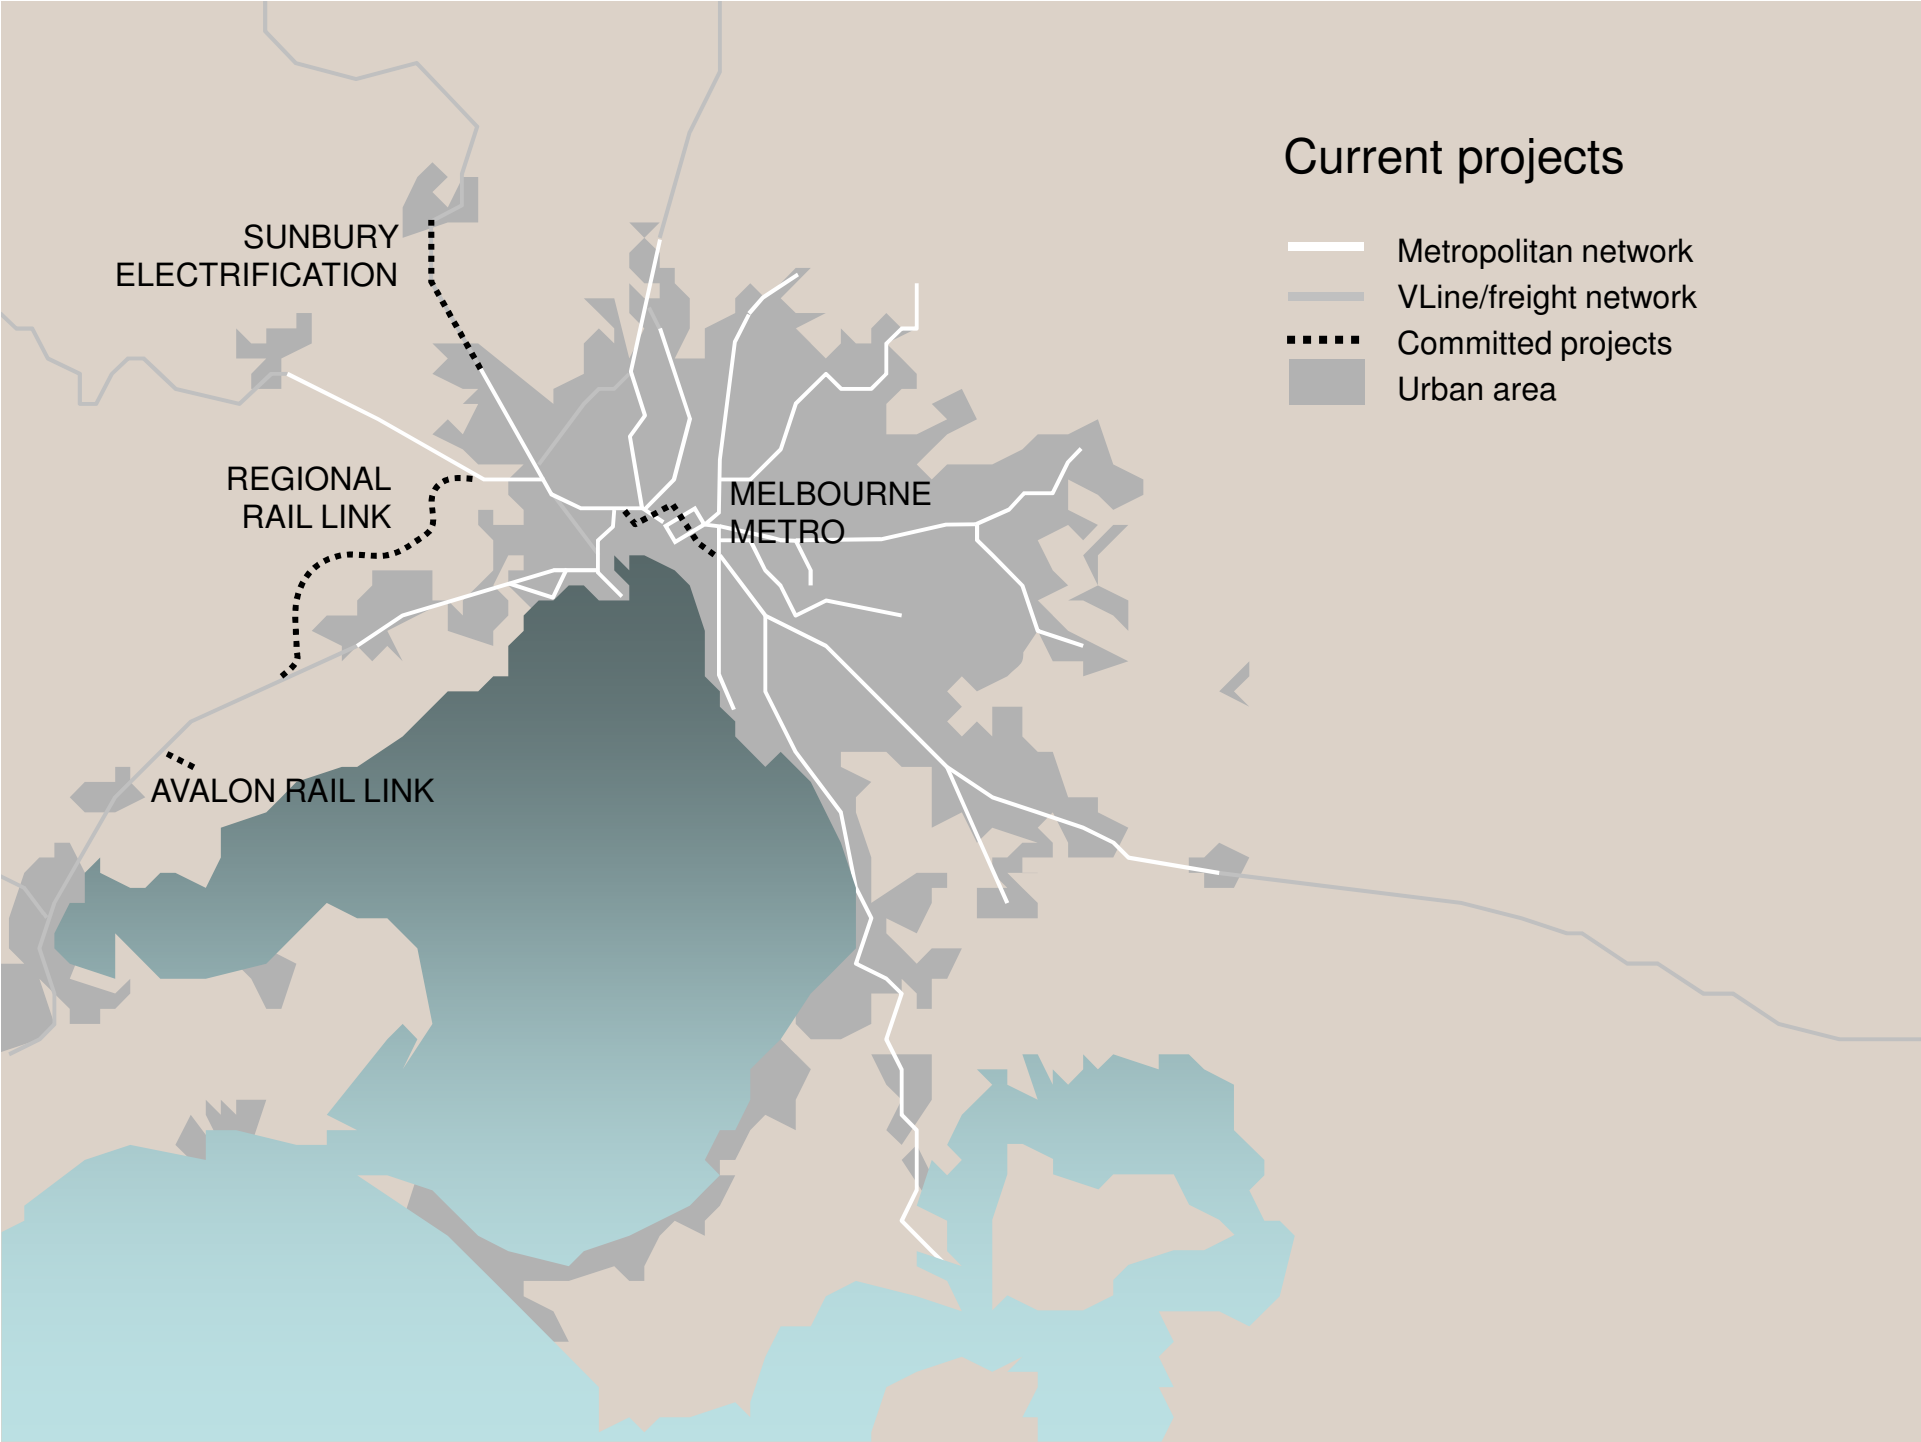 Current projects
Metropolitan network
VLine/freight network
Committed projects
Urban area
SUNBURY
ELECTRIFICATION
REGIONAL
RAIL LINK
MELBOURNE
METRO
AVALON RAIL LINK